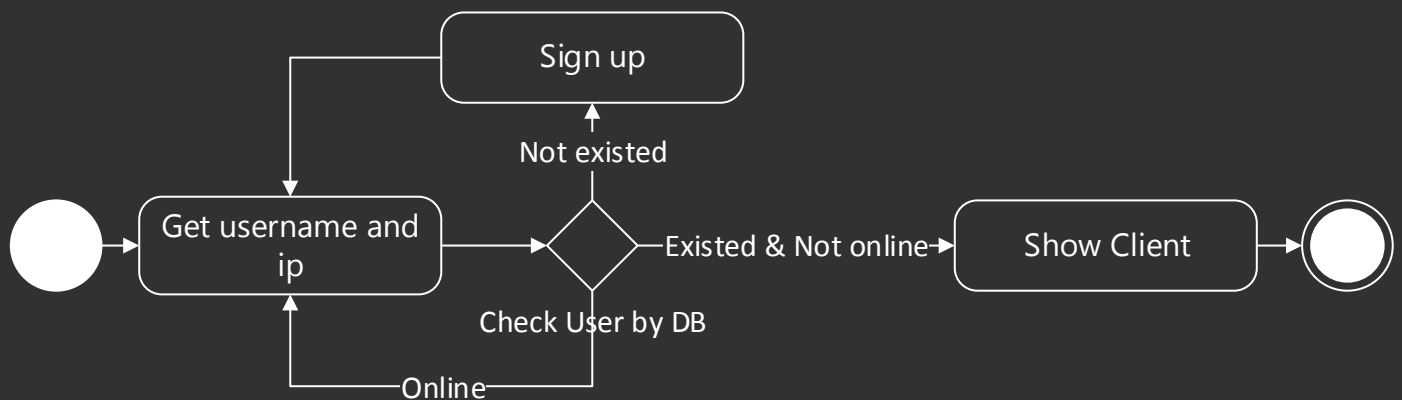 Sign up
Not existed
Get username and
ip
Existed & Not online
Show Client
Check User by DB
Online